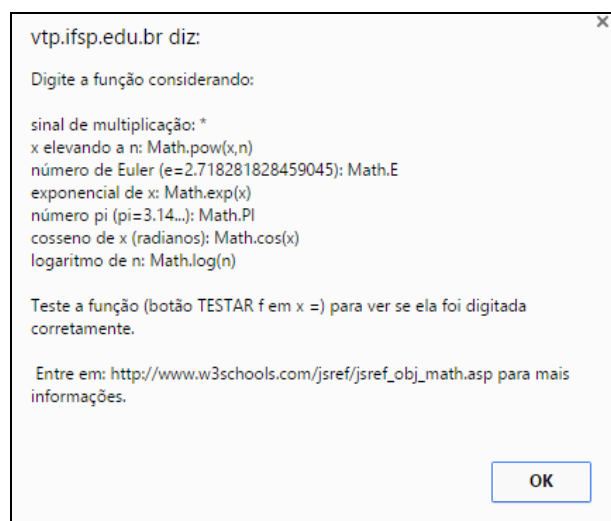 vtp.ifsp.edu.br diz:
Digite a função considerando:
sinal de multiplicação: *
x elevando a n: Math.pow(x,n)
número de Euler (e=2.718281828459045): Math.E
exponencial de x: Math.exp(x)
número pi (pi=3.14...): Math.PI
cosseno de x (radianos): Math.cos(x)
logaritmo de n: Math.log(n)
Teste a função (botão TESTAR f em x =) para ver se ela foi digitada
corretamente.
Entre em: http://www.w3schools.com/jsref/jsref_obj_math.asp para mais
informações.
OK